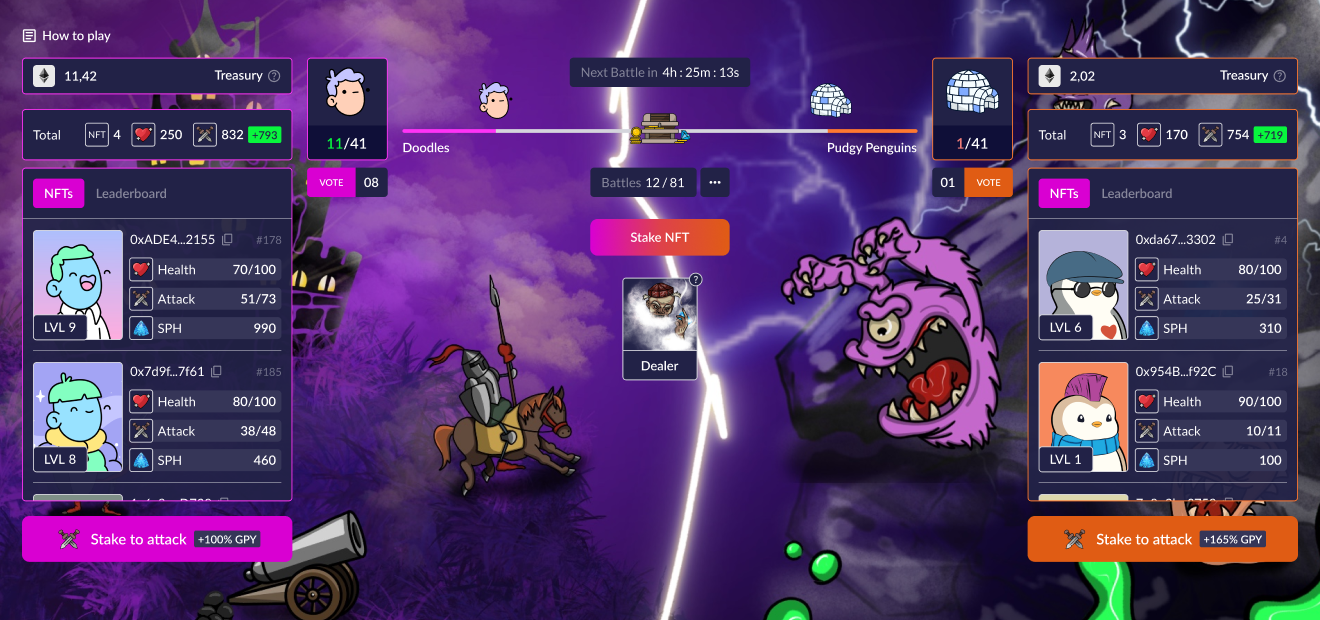 How to play
11,42 Treasury ?
Total NFT 4 250 832 +793
NFTs Leaderboard
0xADE4...2155 #178
Health 70/100
Attack 51/73
SPH 990
LVL 9
0x7d9f...7f61 #185
Health 80/100
Attack 38/48
SPH 460
LVL 8
Stake to attack +100% GPY
11/41
VOTE 08
Next Battle in 4h : 25m : 13s
Doodles
Pudgy Penguins
Battles 12 / 81 •••
Stake NFT
?
Dealer
1/41
01 VOTE
2,02 Treasury ?
Total NFT 3 170 754 +719
NFTs Leaderboard
0xda67...3302 #4
Health 80/100
Attack 25/31
SPH 310
LVL 6
0x954B...f92C #18
Health 90/100
Attack 10/11
SPH 100
LVL 1
Stake to attack +165% GPY